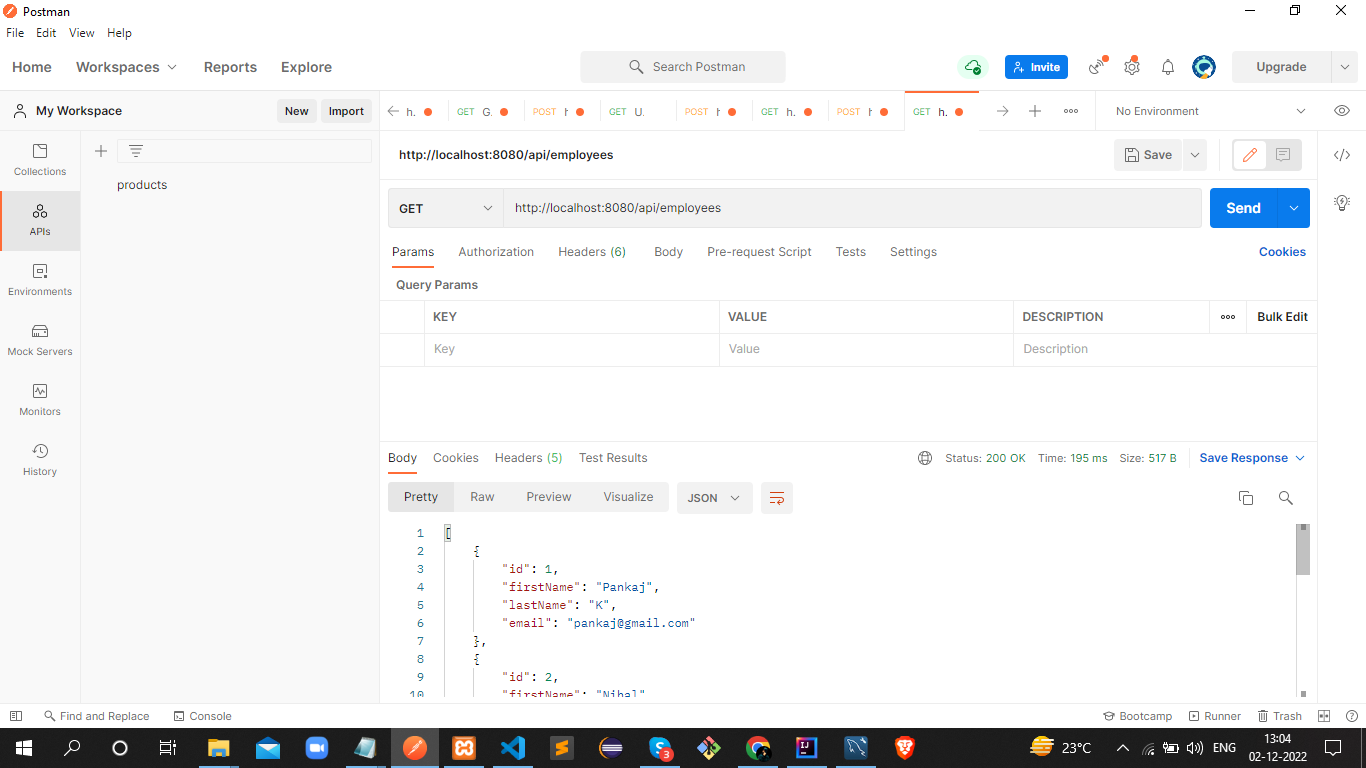 Postman
File Edit View Help
Home Workspaces Reports Explore Search Postman Invite Upgrade
My Workspace New Import h. GET G. POST h GET U. POST h GET h. POST h GET h. No Environment
Collections
APIs
Environments
Mock Servers
Monitors
History
products
http://localhost:8080/api/employees Save
GET http://localhost:8080/api/employees Send
Params Authorization Headers (6) Body Pre-request Script Tests Settings Cookies
Query Params
KEY VALUE DESCRIPTION Bulk Edit
Key Value Description
Body Cookies Headers (5) Test Results Status: 200 OK Time: 195 ms Size: 517 B Save Response
Pretty Raw Preview Visualize JSON
1 [
2 {
3 "id": 1,
4 "firstName": "Pankaj",
5 "lastName": "K",
6 "email": "pankaj@gmail.com"
7 },
8 {
9 "id": 2,
10 "firstName": "Nihal"
Find and Replace Console Bootcamp Runner Trash
3 23°C ENG 13:04
02-12-2022